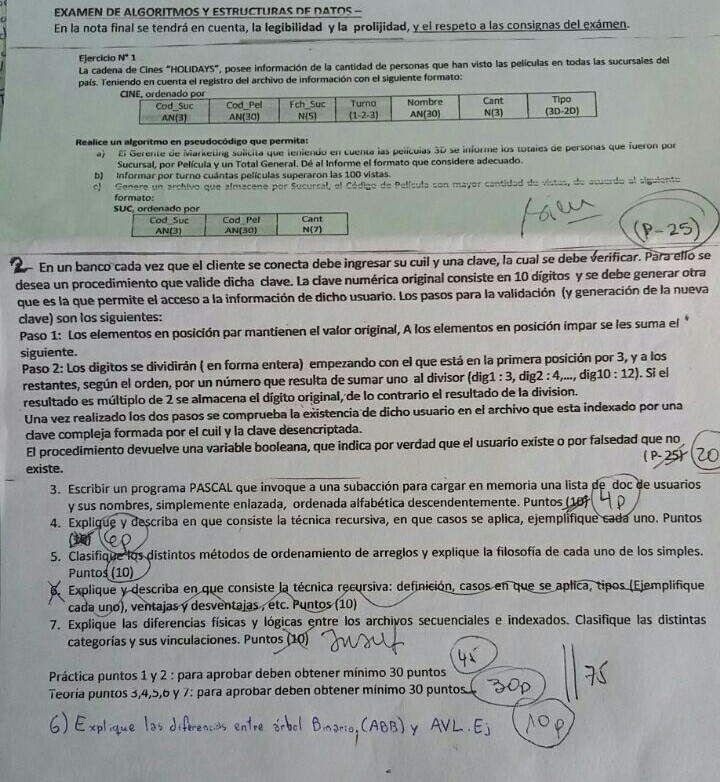 EXAMEN DE ALGORITMOS Y ESTRUCTURAS DE DATOS –
En la nota final se tendrá en cuenta, la legibilidad y la prolijidad, y el respeto a las consignas del exámen.
Ejercicio N° 1
La cadena de Cines "HOLIDAYS", posee información de la cantidad de personas que han visto las películas en todas las sucursales del
país. Teniendo en cuenta el registro del archivo de información con el siguiente formato:
CINE, ordenado por
Cod_Suc Cod_Pel Fch_Suc Turno Nombre Cant Tipo
AN(3) AN(30) N(5) (1-2-3) AN(30) N(3) (3D-2D)
Realice un algoritmo en pseudocódigo que permita:
a) El Gerente de Marketing solicita que teniendo en cuenta las películas 3D se informe los totales de personas que fueron por
Sucursal, por Película y un Total General. Dé al Informe el formato que considere adecuado.
b) Informar por turno cuántas películas superaron las 100 vistas.
c) Genere un archivo que almacene por Sucursal, el Código de Película con mayor cantidad de vistas, de acuerdo al siguiente
formato:
SUC, ordenado por
Cod_Suc Cod_Pel Cant
AN(3) AN(30) N(7)
(P-25)
2- En un banco cada vez que el cliente se conecta debe ingresar su cuil y una clave, la cual se debe verificar. Para ello se
desea un procedimiento que valide dicha clave. La clave numérica original consiste en 10 dígitos y se debe generar otra
que es la que permite el acceso a la información de dicho usuario. Los pasos para la validación (y generación de la nueva
clave) son los siguientes:
Paso 1: Los elementos en posición par mantienen el valor original, A los elementos en posición impar se les suma el
siguiente.
Paso 2: Los digitos se dividirán ( en forma entera) empezando con el que está en la primera posición por 3, y a los
restantes, según el orden, por un número que resulta de sumar uno al divisor (dig1 : 3, dig2 : 4,..., dig10 : 12). Si el
resultado es múltiplo de 2 se almacena el dígito original, de lo contrario el resultado de la division.
Una vez realizado los dos pasos se comprueba la existencia de dicho usuario en el archivo que esta indexado por una
clave compleja formada por el cuil y la clave desencriptada.
El procedimiento devuelve una variable booleana, que indica por verdad que el usuario existe o por falsedad que no
existe. (P-25) 20
3. Escribir un programa PASCAL que invoque a una subacción para cargar en memoria una lista de doc de usuarios
y sus nombres, simplemente enlazada, ordenada alfabética descendentemente. Puntos (10) 4p
4. Explique y describa en que consiste la técnica recursiva, en que casos se aplica, ejemplifique cada uno. Puntos
(10) 6p
5. Clasifique los distintos métodos de ordenamiento de arreglos y explique la filosofía de cada uno de los simples.
Puntos (10)
6. Explique y describa en que consiste la técnica recursiva: definición, casos en que se aplica, tipos (Ejemplifique
cada uno), ventajas y desventajas , etc. Puntos (10)
7. Explique las diferencias físicas y lógicas entre los archivos secuenciales e indexados. Clasifique las distintas
categorías y sus vinculaciones. Puntos (10)
45
Práctica puntos 1 y 2 : para aprobar deben obtener mínimo 30 puntos
Teoría puntos 3,4,5,6 y 7: para aprobar deben obtener mínimo 30 puntos 30p 75
6) Explique las diferencias entre árbol Binario, (ABB) y AVL. Ej 10p